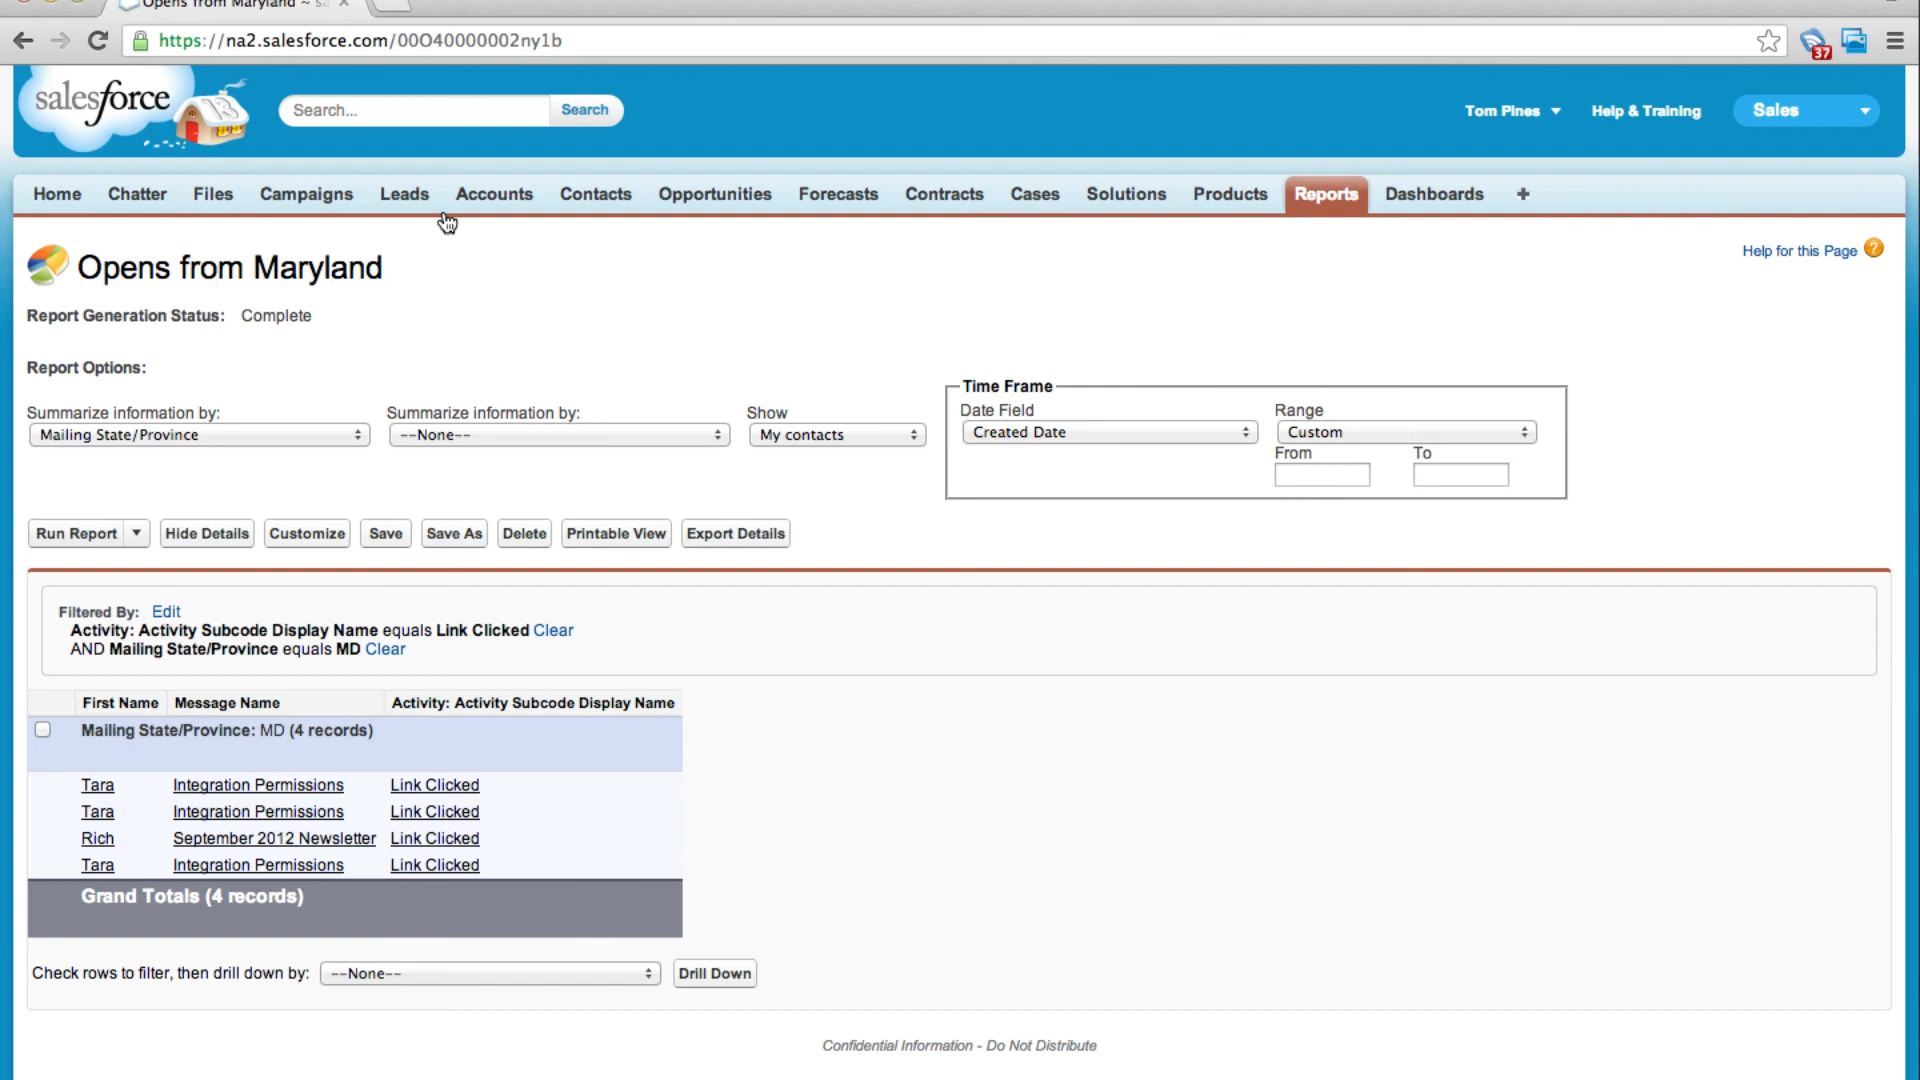 Opens from Maryland ~ s
https://na2.salesforce.com/00O40000002ny1b
37
salesforce
13
Search...
Search
Tom Pines
Help & Training
Sales
Home Chatter Files Campaigns Leads Accounts Contacts Opportunities Forecasts Contracts Cases Solutions Products Reports Dashboards +
Opens from Maryland
Help for this Page ?
Report Generation Status: Complete
Report Options:
Summarize information by:
Mailing State/Province
Summarize information by:
--None--
Show
My contacts
Time Frame
Date Field
Created Date
Range
Custom
From
To
Run Report Hide Details Customize Save Save As Delete Printable View Export Details
Filtered By: Edit
Activity: Activity Subcode Display Name equals Link Clicked Clear
AND Mailing State/Province equals MD Clear
First Name Message Name Activity: Activity Subcode Display Name
Mailing State/Province: MD (4 records)
Tara Integration Permissions Link Clicked
Tara Integration Permissions Link Clicked
Rich September 2012 Newsletter Link Clicked
Tara Integration Permissions Link Clicked
Grand Totals (4 records)
Check rows to filter, then drill down by: --None-- Drill Down
Confidential Information - Do Not Distribute